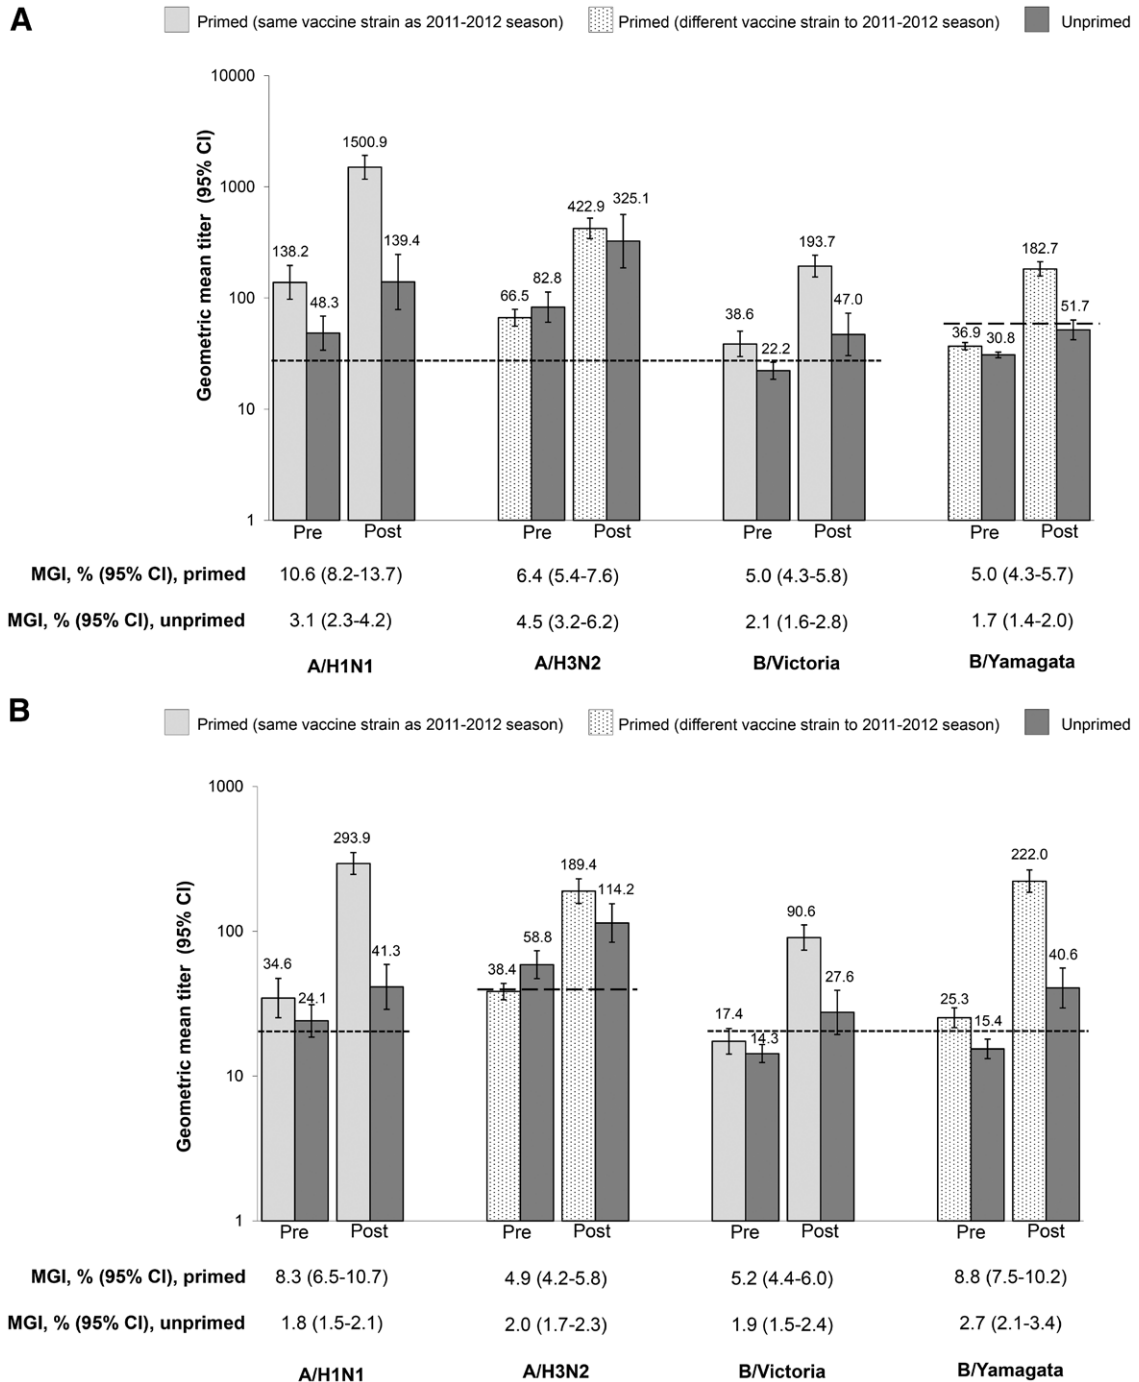 A
Primed (same vaccine strain as 2011-2012 season) Primed (different vaccine strain to 2011-2012 season) Unprimed
Geometric mean titer (95% CI)
10000
1000
100
10
1
138.2 48.3 1500.9 139.4 66.5 82.8 422.9 325.1 38.6 22.2 193.7 47.0 36.9 30.8 182.7 51.7
Pre Post Pre Post Pre Post Pre Post
MGI, % (95% CI), primed 10.6 (8.2-13.7) 6.4 (5.4-7.6) 5.0 (4.3-5.8) 5.0 (4.3-5.7)
MGI, % (95% CI), unprimed 3.1 (2.3-4.2) 4.5 (3.2-6.2) 2.1 (1.6-2.8) 1.7 (1.4-2.0)
A/H1N1 A/H3N2 B/Victoria B/Yamagata
B
Primed (same vaccine strain as 2011-2012 season) Primed (different vaccine strain to 2011-2012 season) Unprimed
Geometric mean titer (95% CI)
1000
100
10
1
34.6 24.1 293.9 41.3 38.4 58.8 189.4 114.2 17.4 14.3 90.6 27.6 25.3 15.4 222.0 40.6
Pre Post Pre Post Pre Post Pre Post
MGI, % (95% CI), primed 8.3 (6.5-10.7) 4.9 (4.2-5.8) 5.2 (4.4-6.0) 8.8 (7.5-10.2)
MGI, % (95% CI), unprimed 1.8 (1.5-2.1) 2.0 (1.7-2.3) 1.9 (1.5-2.4) 2.7 (2.1-3.4)
A/H1N1 A/H3N2 B/Victoria B/Yamagata